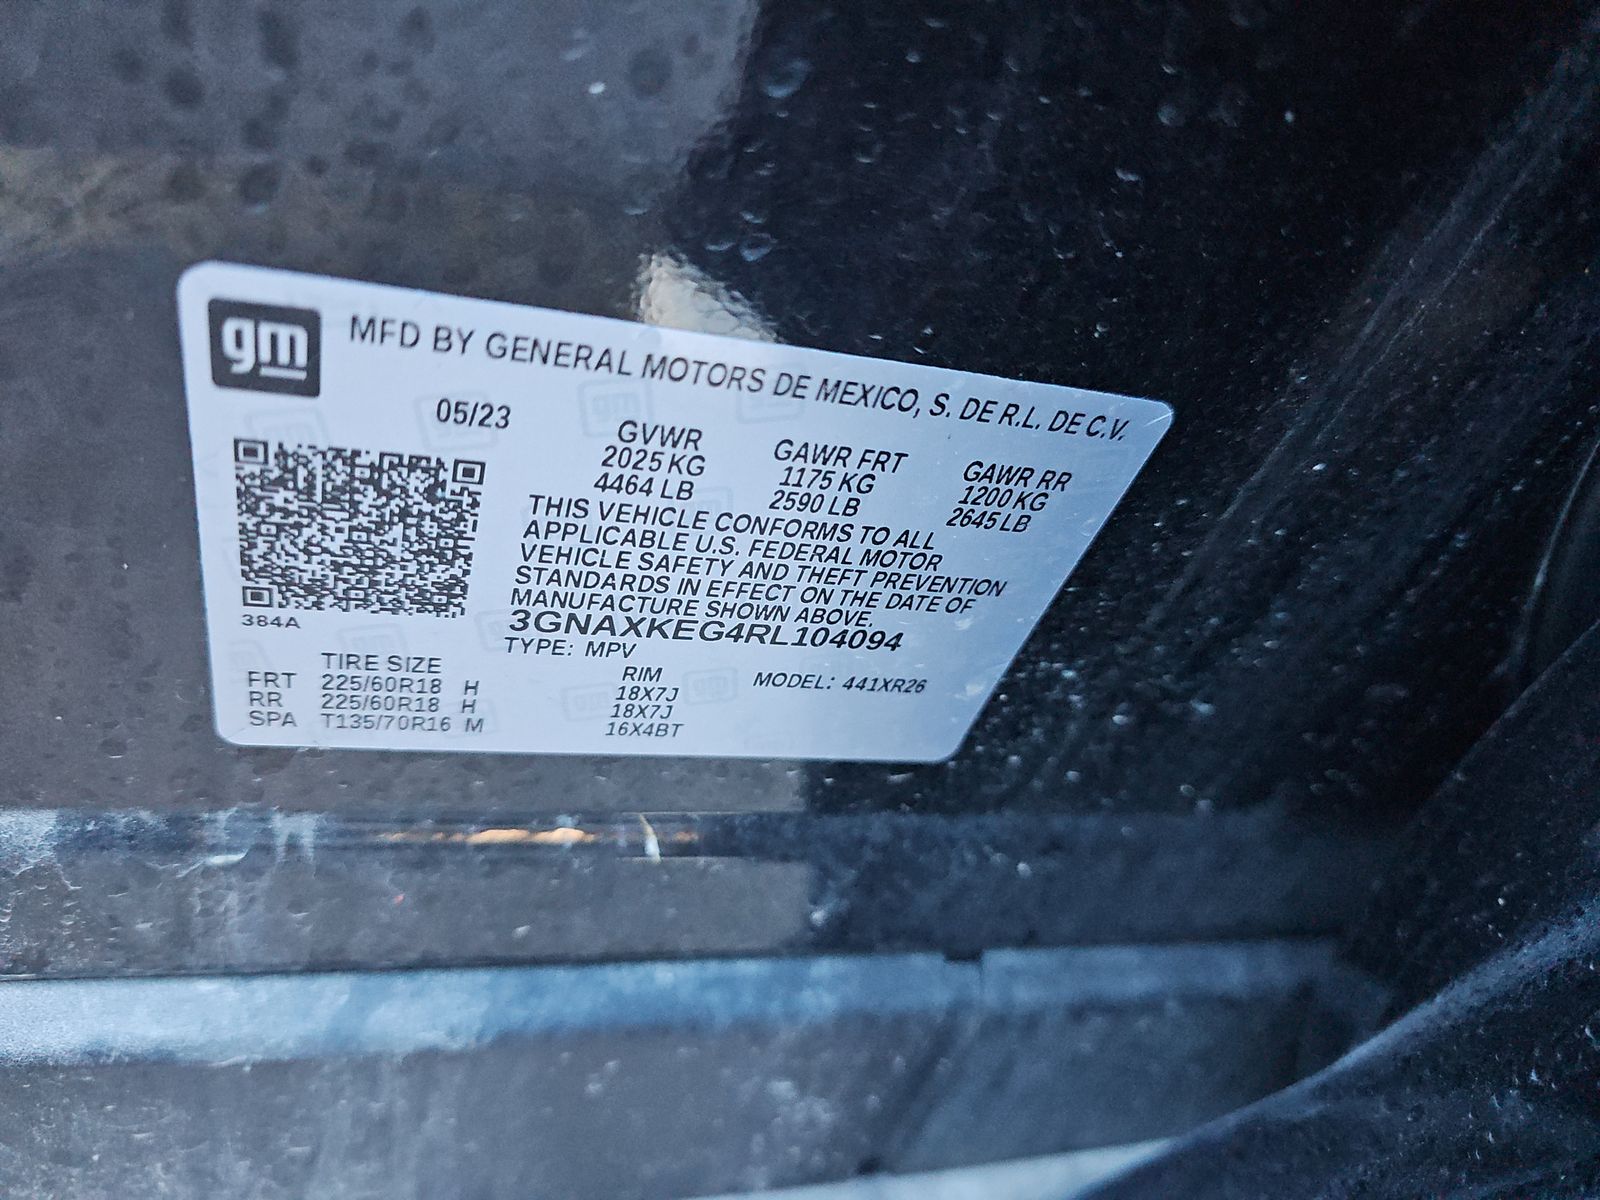 gm
MFD BY GENERAL MOTORS DE MEXICO, S. DE R.L. DE C.V.
05/23
GVWR GAWR FRT GAWR RR
2025 KG 1175 KG 1200 KG
4464 LB 2590 LB 2645 LB
THIS VEHICLE CONFORMS TO ALL
APPLICABLE U.S. FEDERAL MOTOR
VEHICLE SAFETY AND THEFT PREVENTION
STANDARDS IN EFFECT ON THE DATE OF
MANUFACTURE SHOWN ABOVE.
384A
3GNAXKEG4RL104094
TYPE: MPV
MODEL: 441XR26
TIRE SIZE RIM
FRT 225/60R18 H 18X7J
RR 225/60R18 H 18X7J
SPA T135/70R16 M 16X4BT